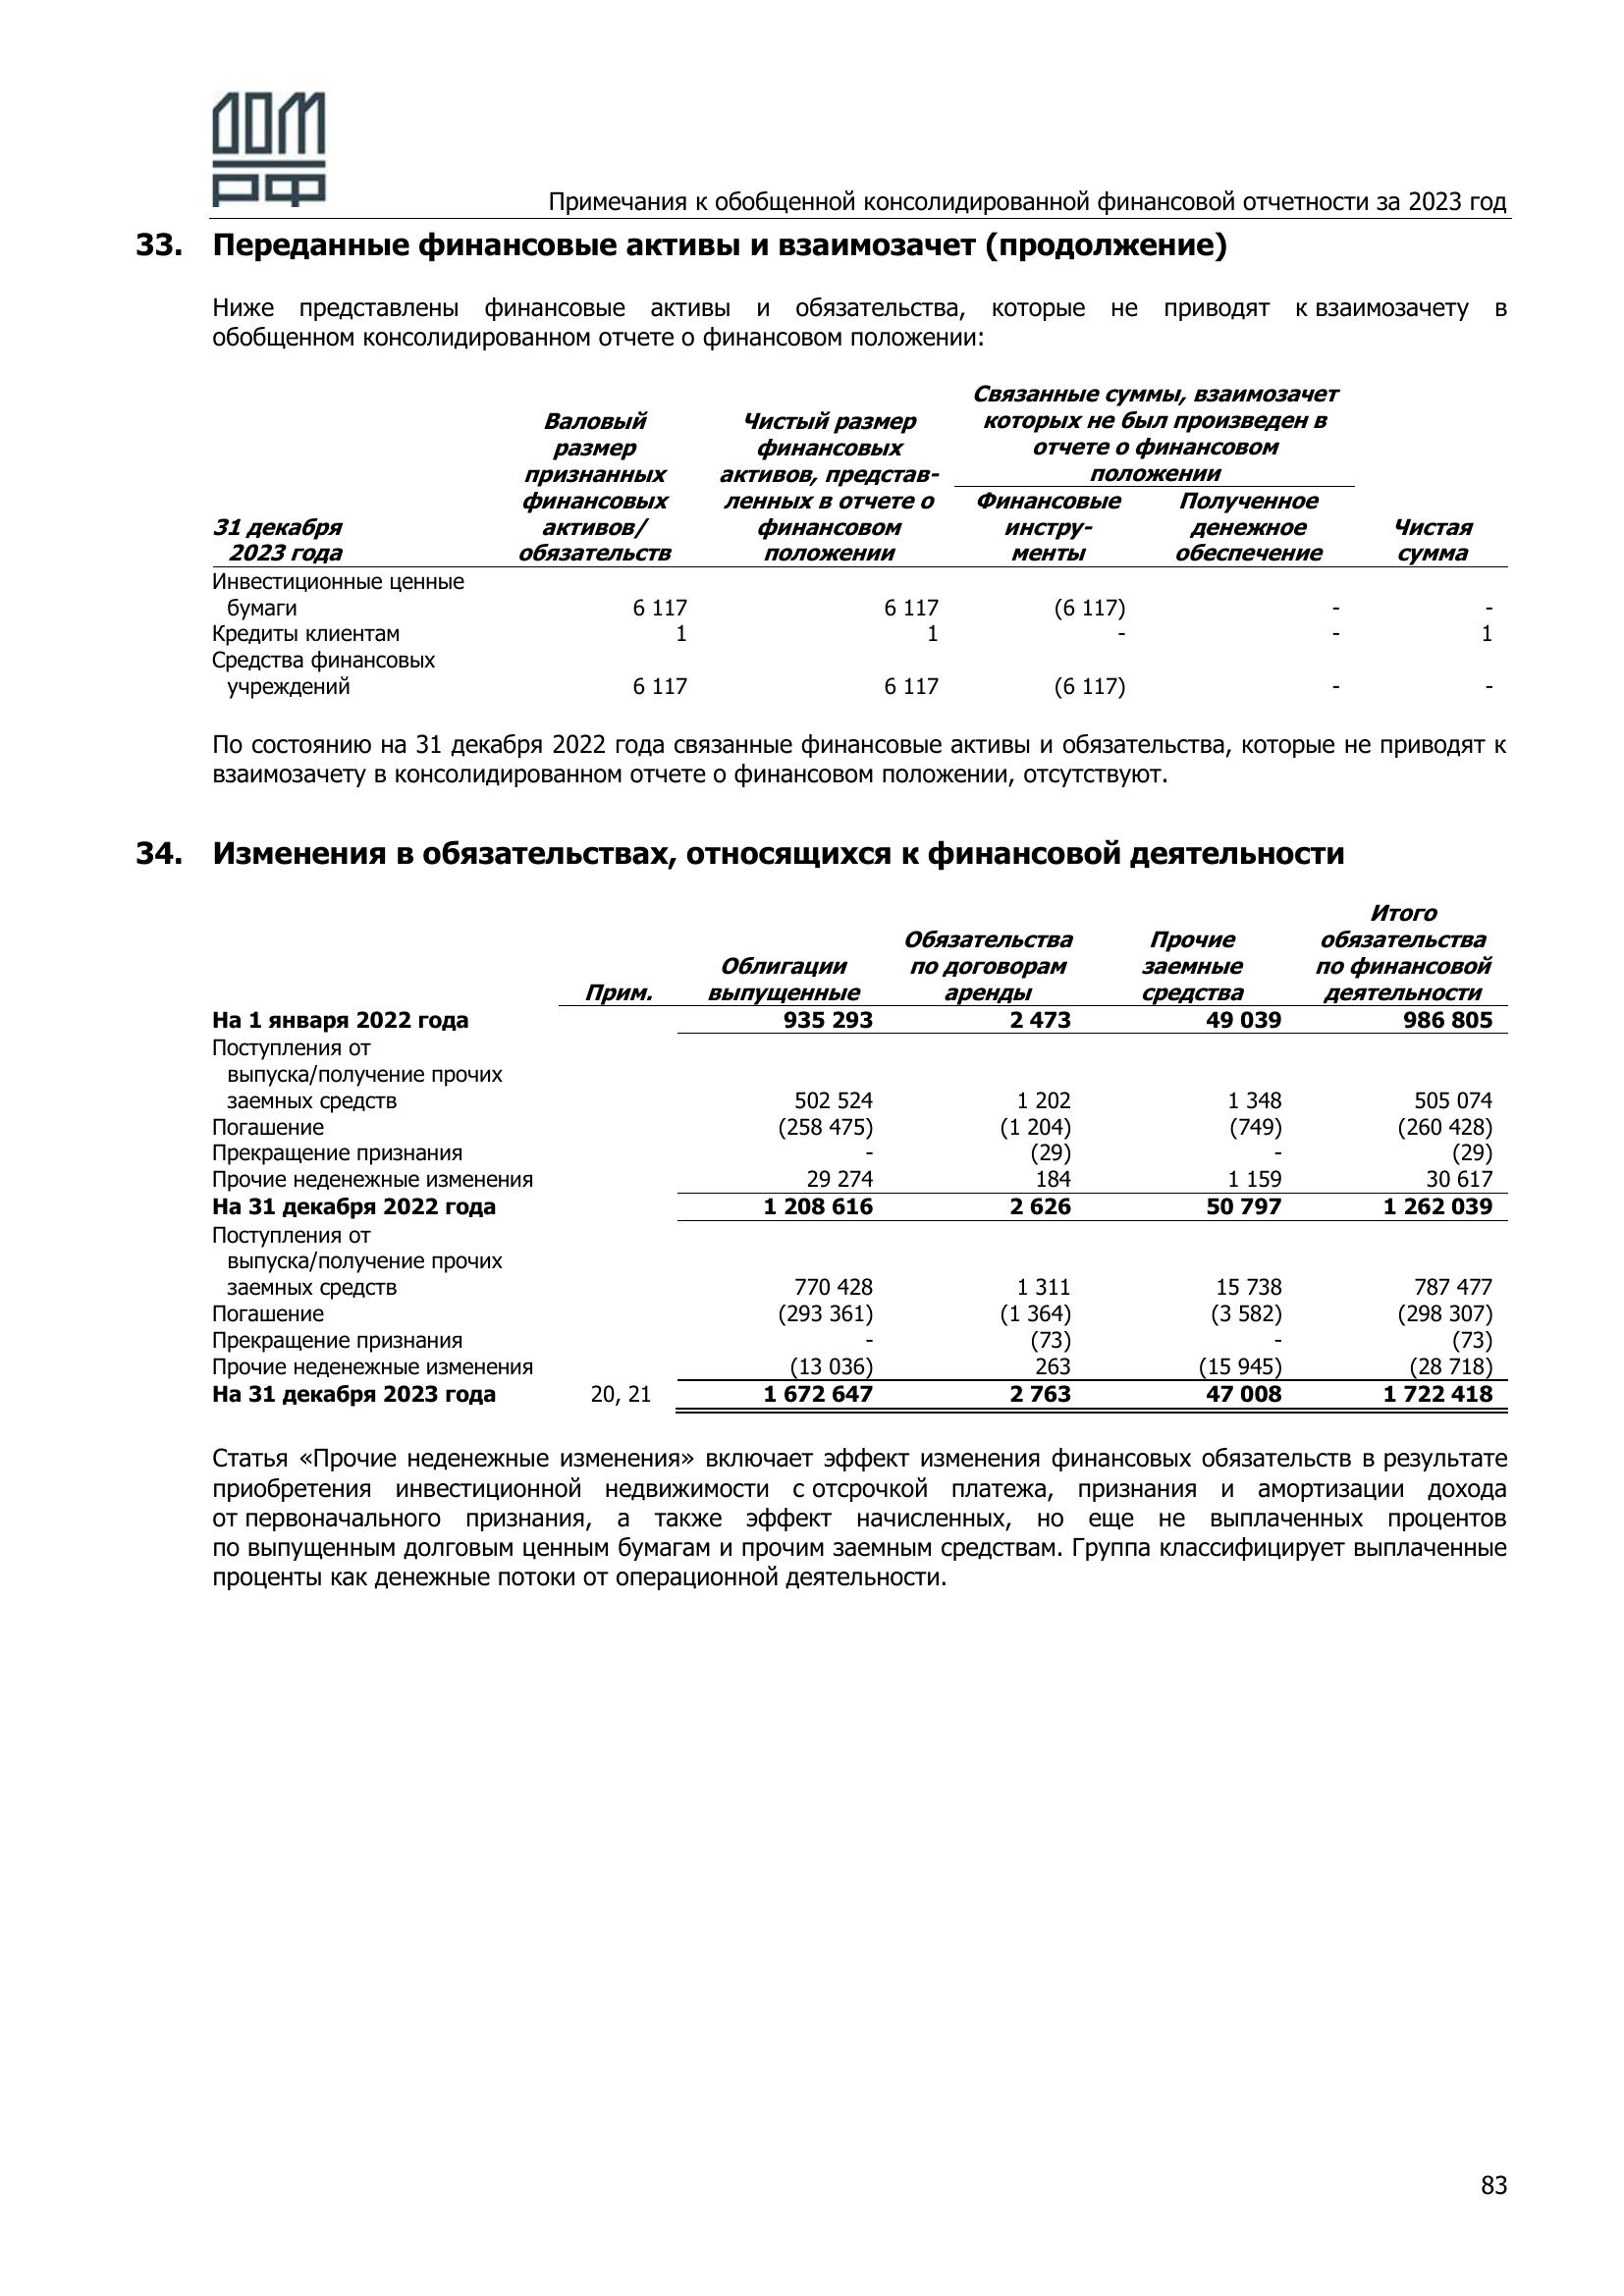 ДОМ
РФ
Примечания к обобщенной консолидированной финансовой отчетности за 2023 год
33. Переданные финансовые активы и взаимозачет (продолжение)
Ниже представлены финансовые активы и обязательства, которые не приводят к взаимозачету в
обобщенном консолидированном отчете о финансовом положении:
Связанные суммы, взаимозачет
Валовый Чистый размер которых не был произведен в
размер финансовых отчете о финансовом
признанных активов, представ- положении
финансовых ленных в отчете о Финансовые Полученное
31 декабря активов/ финансовом инстру- денежное Чистая
2023 года обязательств положении менты обеспечение сумма
Инвестиционные ценные
бумаги 6 117 6 117 (6 117) - -
Кредиты клиентам 1 1 - - 1
Средства финансовых
учреждений 6 117 6 117 (6 117) - -
По состоянию на 31 декабря 2022 года связанные финансовые активы и обязательства, которые не приводят к
взаимозачету в консолидированном отчете о финансовом положении, отсутствуют.
34. Изменения в обязательствах, относящихся к финансовой деятельности
Итого
Обязательства Прочие обязательства
Облигации по договорам заемные по финансовой
Прим. выпущенные аренды средства деятельности
На 1 января 2022 года 935 293 2 473 49 039 986 805
Поступления от
выпуска/получение прочих
заемных средств 502 524 1 202 1 348 505 074
Погашение (258 475) (1 204) (749) (260 428)
Прекращение признания - (29) - (29)
Прочие неденежные изменения 29 274 184 1 159 30 617
На 31 декабря 2022 года 1 208 616 2 626 50 797 1 262 039
Поступления от
выпуска/получение прочих
заемных средств 770 428 1 311 15 738 787 477
Погашение (293 361) (1 364) (3 582) (298 307)
Прекращение признания - (73) - (73)
Прочие неденежные изменения (13 036) 263 (15 945) (28 718)
На 31 декабря 2023 года 20, 21 1 672 647 2 763 47 008 1 722 418
Статья «Прочие неденежные изменения» включает эффект изменения финансовых обязательств в результате
приобретения инвестиционной недвижимости с отсрочкой платежа, признания и амортизации дохода
от первоначального признания, а также эффект начисленных, но еще не выплаченных процентов
по выпущенным долговым ценным бумагам и прочим заемным средствам. Группа классифицирует выплаченные
проценты как денежные потоки от операционной деятельности.
83